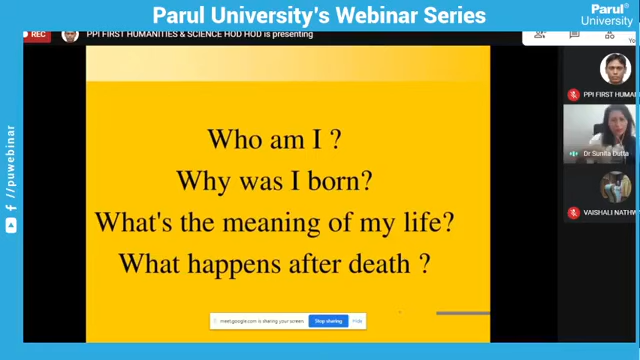 Parul University's Webinar Series
Parul®
University
REC
PPI FIRST HUMANITIES & SCIENCE HOD HOD is presenting
Who am I ?
Why was I born?
What's the meaning of my life?
What happens after death ?
PPI FIRST HUMAN
Dr Sunita Dutta
VAISHALI NATHW
meet.google.com is sharing your screen.
Stop sharing
Hide
/puwebinar